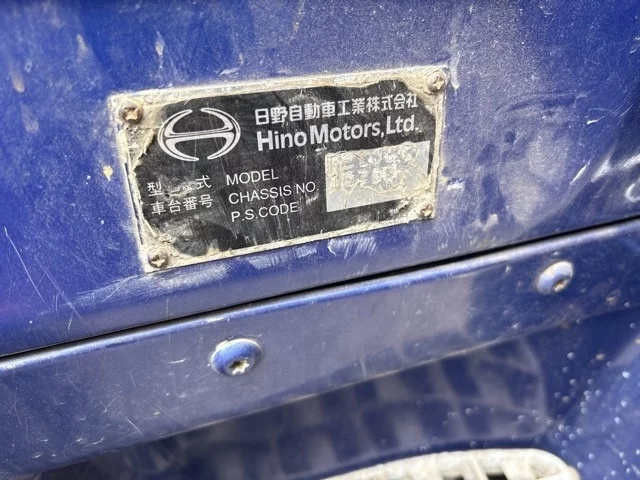 日野自動車工業株式会社
Hino Motors, Ltd.
型 式 MODEL
車台番号 CHASSIS NO.
P.S.CODE